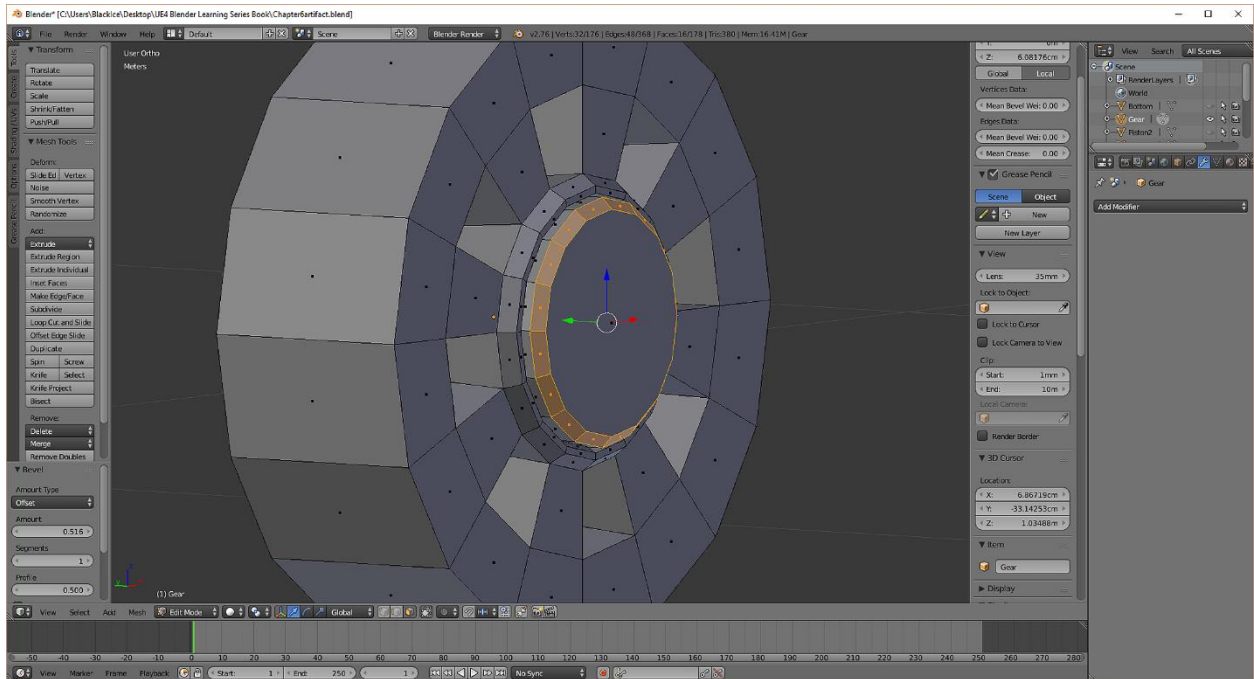 Blender* [C:\Users\BlackIce\Desktop\UE4 Blender Learning Series Book\Chapter6artifact.blend]
File Render Window Help Default Scene Blender Render v2.76 | Verts:32/176 | Edges:48/368 | Faces:16/178 | Tris:380 | Mem:16.41M | Gear
Tools
Create
Shading / UVs
Options
Grease Pencil
Transform
Translate
Rotate
Scale
Shrink/Fatten
Push/Pull
Mesh Tools
Deform:
Slide Ed Vertex
Noise
Smooth Vertex
Randomize
Add:
Extrude
Extrude Region
Extrude Individual
Inset Faces
Make Edge/Face
Subdivide
Loop Cut and Slide
Offset Edge Slide
Duplicate
Spin Screw
Knife Select
Knife Project
Bisect
Remove:
Delete
Merge
Remove Doubles
Bevel
Amount Type
Offset
Amount:
0.516
Segments
1
Profile
0.500
User Ortho
Meters
(1) Gear
Z: 6.08176cm
Global Local
Vertices Data:
Mean Bevel Wei: 0.00
Edges Data:
Mean Bevel Wei: 0.00
Mean Crease: 0.00
Grease Pencil
Scene Object
New
New Layer
View
Lens: 35mm
Lock to Object:
Lock to Cursor
Lock Camera to View
Clip:
Start: 1mm
End: 10m
Local Camera:
Render Border
3D Cursor
Location:
X: 6.86719cm
Y: -33.14253cm
Z: 1.03488m
Item
Gear
Display
View Search All Scenes
Scene
RenderLayers |
World
Bottom |
Gear |
Piston2 |
Gear
Add Modifier
View Select Add Mesh Edit Mode Global
-50 -40 -30 -20 -10 0 10 20 30 40 50 60 70 80 90 100 110 120 130 140 150 160 170 180 190 200 210 220 230 240 250 260 270 280
View Marker Frame Playback Start: 1 End: 250 1 No Sync